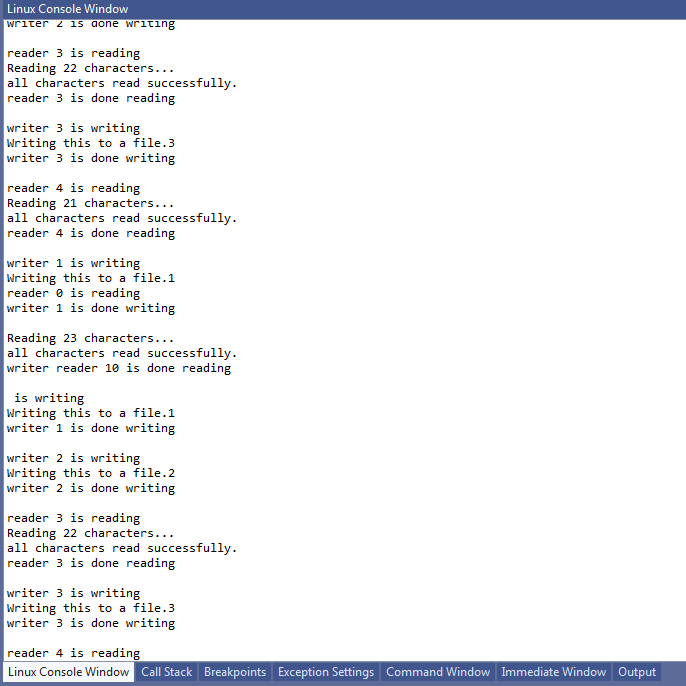 Linux Console Window
writer 2 is done writing
reader 3 is reading
Reading 22 characters...
all characters read successfully.
reader 3 is done reading
writer 3 is writing
Writing this to a file.3
writer 3 is done writing
reader 4 is reading
Reading 21 characters...
all characters read successfully.
reader 4 is done reading
writer 1 is writing
Writing this to a file.1
reader 0 is reading
writer 1 is done writing
Reading 23 characters...
all characters read successfully.
writer reader 10 is done reading
is writing
Writing this to a file.1
writer 1 is done writing
writer 2 is writing
Writing this to a file.2
writer 2 is done writing
reader 3 is reading
Reading 22 characters...
all characters read successfully.
reader 3 is done reading
writer 3 is writing
Writing this to a file.3
writer 3 is done writing
reader 4 is reading
Linux Console Window Call Stack Breakpoints Exception Settings Command Window Immediate Window Output